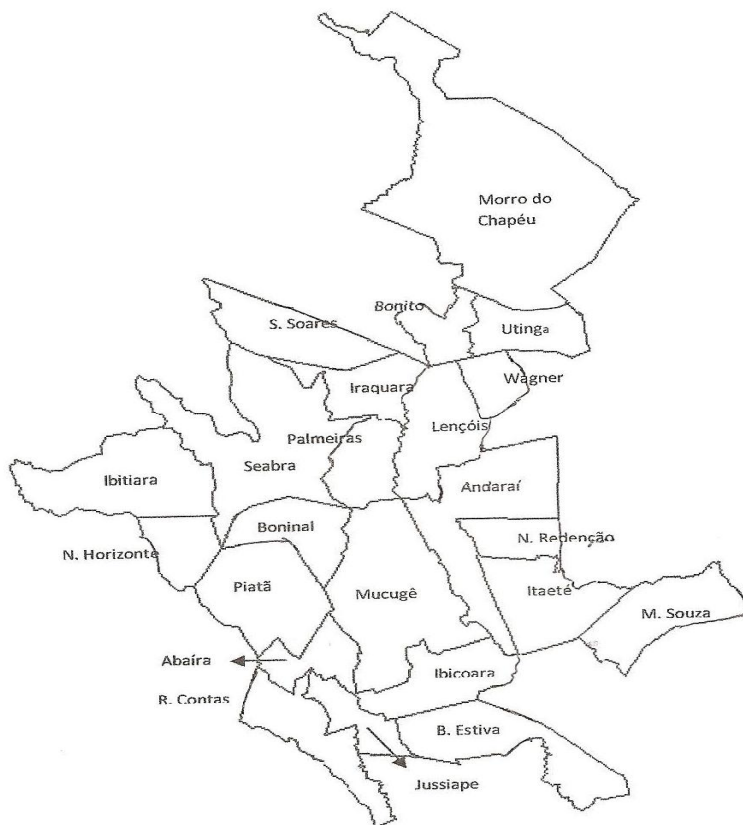 Morro do
Chapéu
Bonito
S. Soares
Utinga
Iraquara
Wagner
Palmeiras
Lençóis
Seabra
Ibitiara
Andaraí
Boninal
N. Redenção
N. Horizonte
Piatã
Mucugê
Itaeté
M. Souza
Abaíra
Ibicoara
R. Contas
B. Estiva
Jussiape